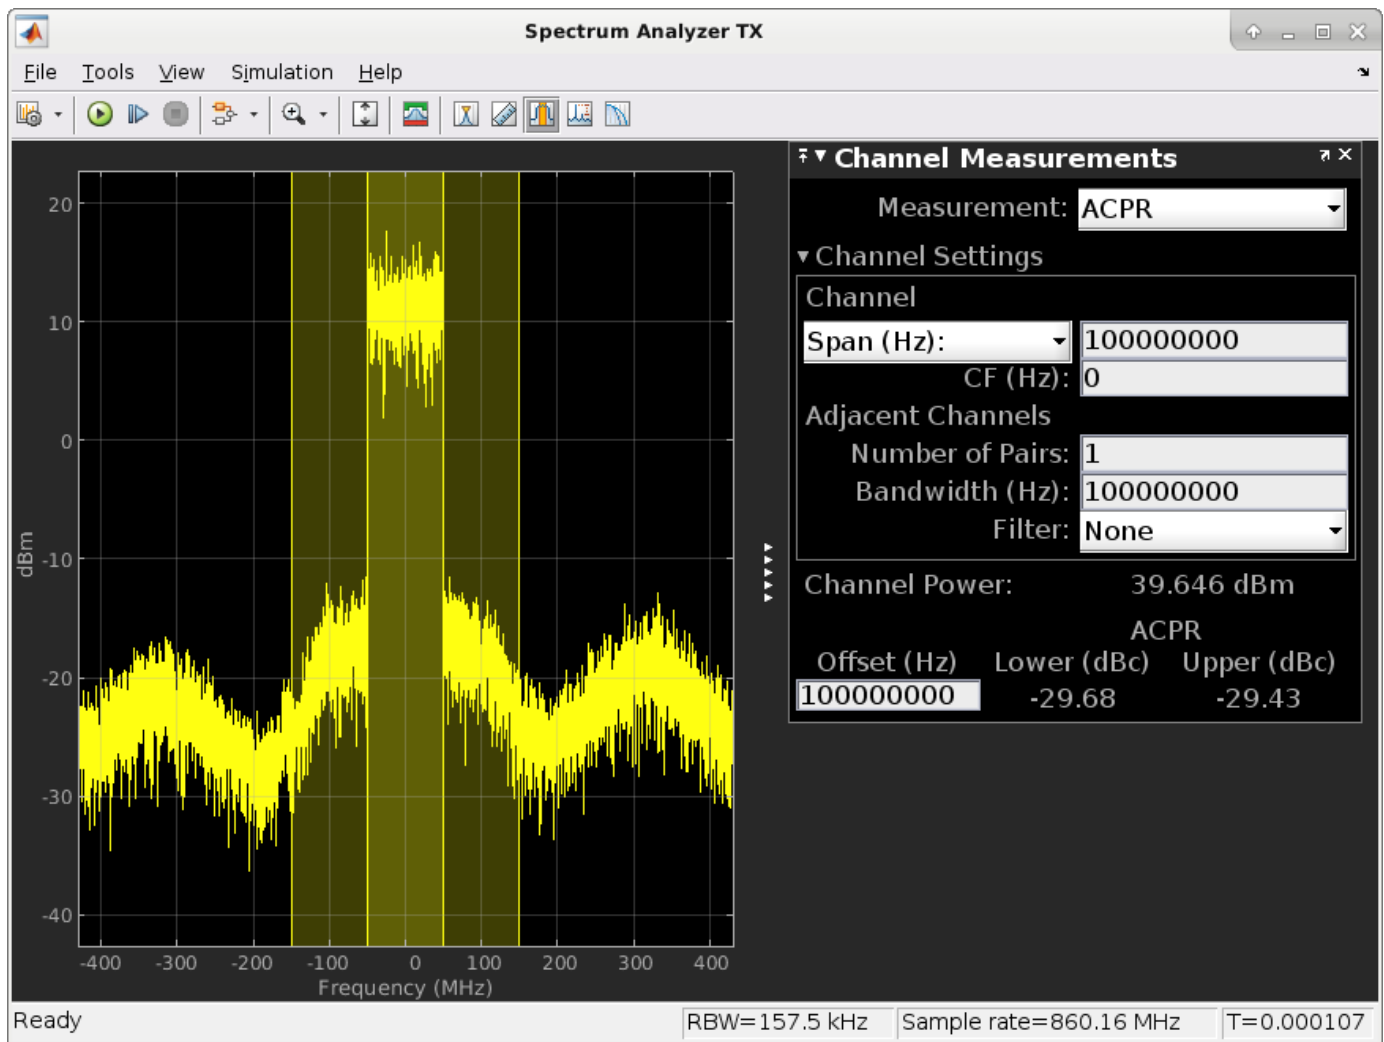 Spectrum Analyzer TX
File Tools View Simulation Help
Channel Measurements
Measurement: ACPR
Channel Settings
Channel
Span (Hz): 100000000
CF (Hz): 0
Adjacent Channels
Number of Pairs: 1
Bandwidth (Hz): 100000000
Filter: None
Channel Power: 39.646 dBm
ACPR
Offset (Hz) Lower (dBc) Upper (dBc)
100000000 -29.68 -29.43
20
10
0
-10
-20
-30
-40
dBm
-400 -300 -200 -100 0 100 200 300 400
Frequency (MHz)
Ready RBW=157.5 kHz Sample rate=860.16 MHz T=0.000107